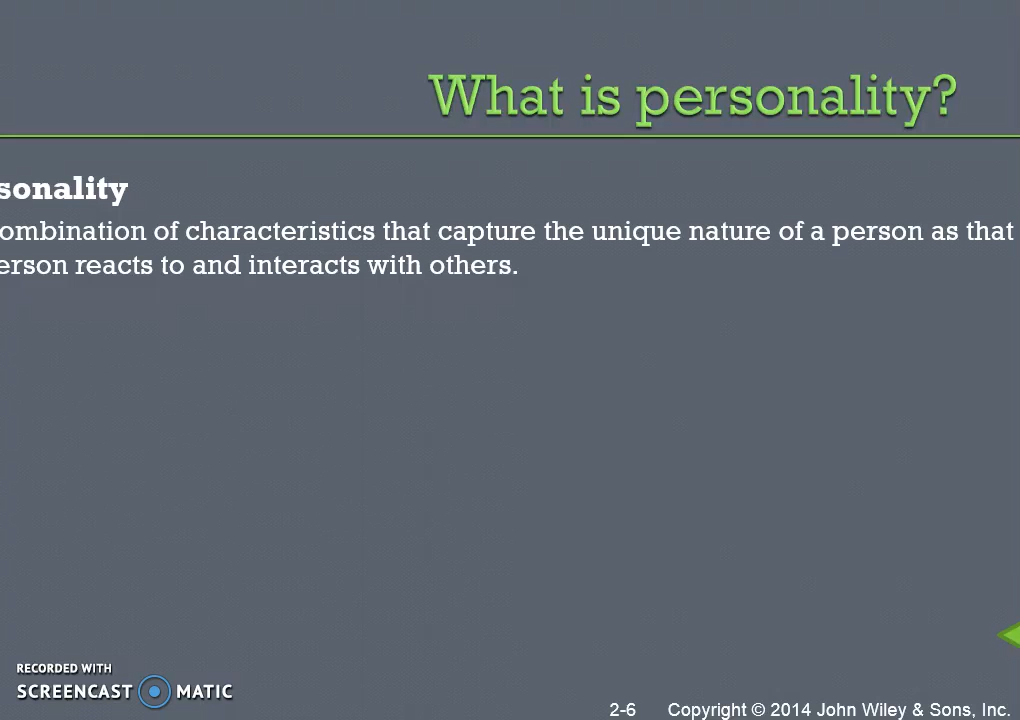 What is personality?
sonality
ombination of characteristics that capture the unique nature of a person as that
erson reacts to and interacts with others.
RECORDED WITH
SCREENCAST MATIC
2-6 Copyright © 2014 John Wiley & Sons, Inc.